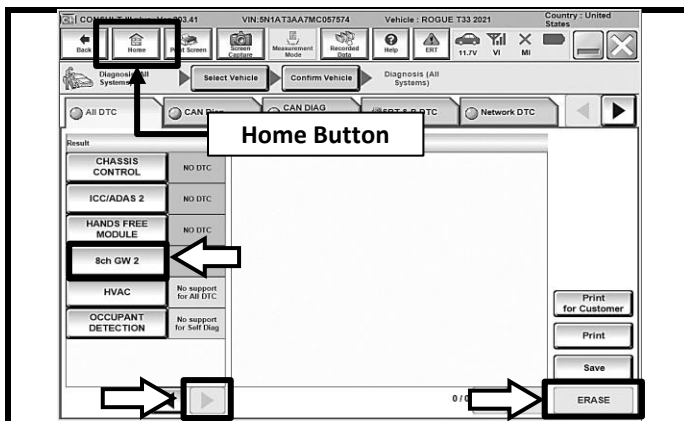 VIN:5N1AT3AA7MC057574
Vehicle : ROGUE T33 2021
Country : United
States
Back
Home
Screen
Screen
Capture
Measurement
Mode
Recorded
Data
Help
ERT
11.7V
VI
MI
Systems)
Select Vehicle
Confirm Vehicle
Diagnosis (All
Systems)
All DTC
CAN
CAN DIAG
DTC
Network DTC
Home Button
Result
CHASSIS
CONTROL
NO DTC
ICC/ADAS 2
NO DTC
HANDS FREE
MODULE
NO DTC
8ch GW 2
HVAC
No support
for All DTC
OCCUPANT
DETECTION
No support
for Self Diag
Print
for Customer
Print
Save
0/0
ERASE